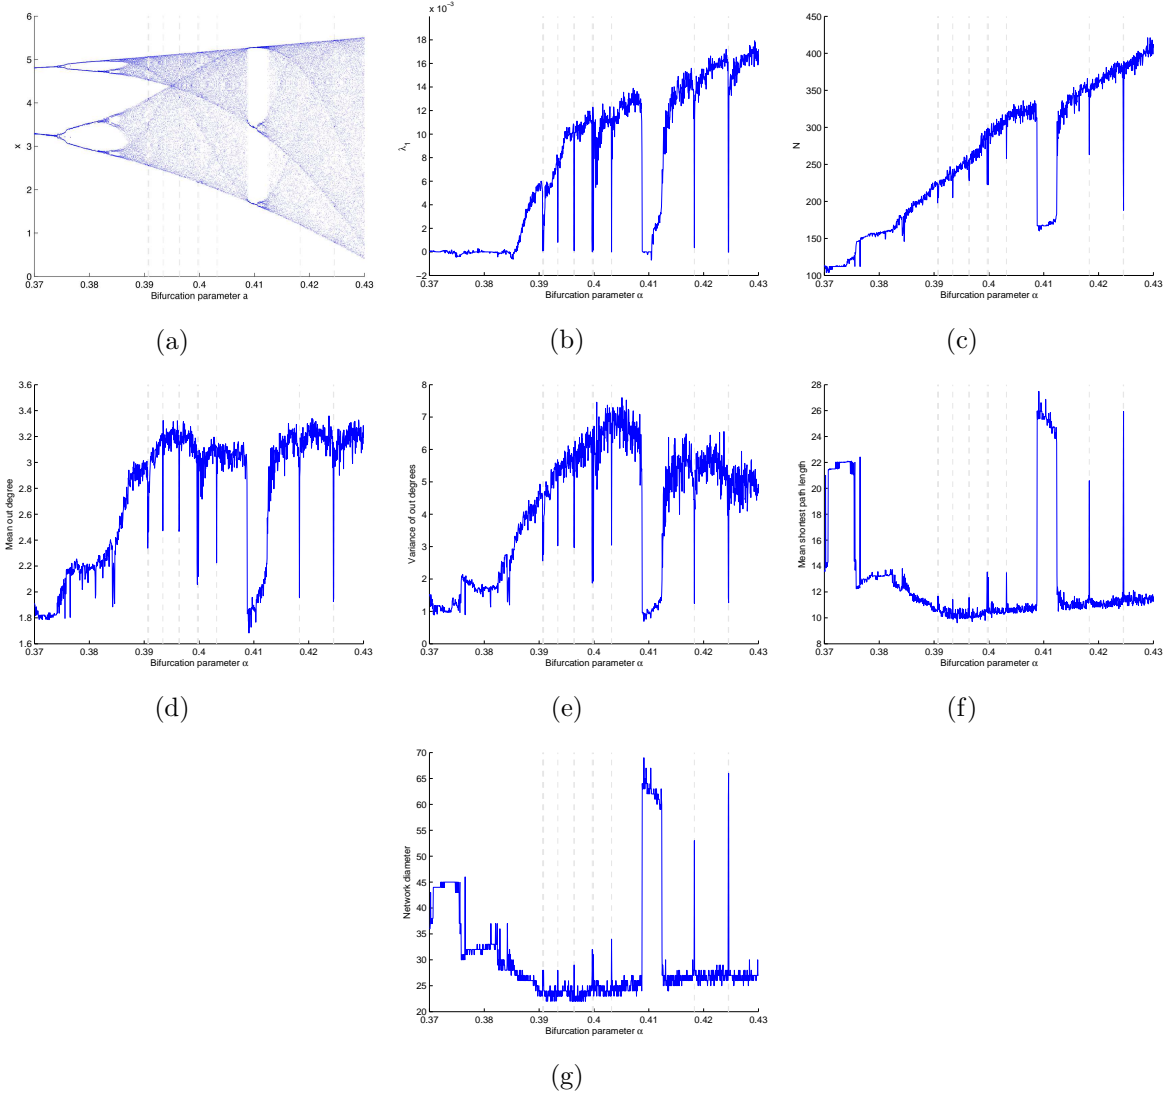 6
5
4
3
2
1
0
x
0.37 0.38 0.39 0.4 0.41 0.42 0.43
Bifurcation parameter a
(a)
x 10⁻³
18
16
14
12
10
8
6
4
2
0
−2
λ₁
0.37 0.38 0.39 0.4 0.41 0.42 0.43
Bifurcation parameter α
(b)
450
400
350
300
250
200
150
100
N
0.37 0.38 0.39 0.4 0.41 0.42 0.43
Bifurcation parameter α
(c)
3.6
3.4
3.2
3
2.8
2.6
2.4
2.2
2
1.8
1.6
Mean out degree
0.37 0.38 0.39 0.4 0.41 0.42 0.43
Bifurcation parameter α
(d)
8
7
6
5
4
3
2
1
0
Variance of out degrees
0.37 0.38 0.39 0.4 0.41 0.42 0.43
Bifurcation parameter α
(e)
28
26
24
22
20
18
16
14
12
10
8
Mean shortest path length
0.37 0.38 0.39 0.4 0.41 0.42 0.43
Bifurcation parameter α
(f)
70
65
60
55
50
45
40
35
30
25
20
Network diameter
0.37 0.38 0.39 0.4 0.41 0.42 0.43
Bifurcation parameter α
(g)